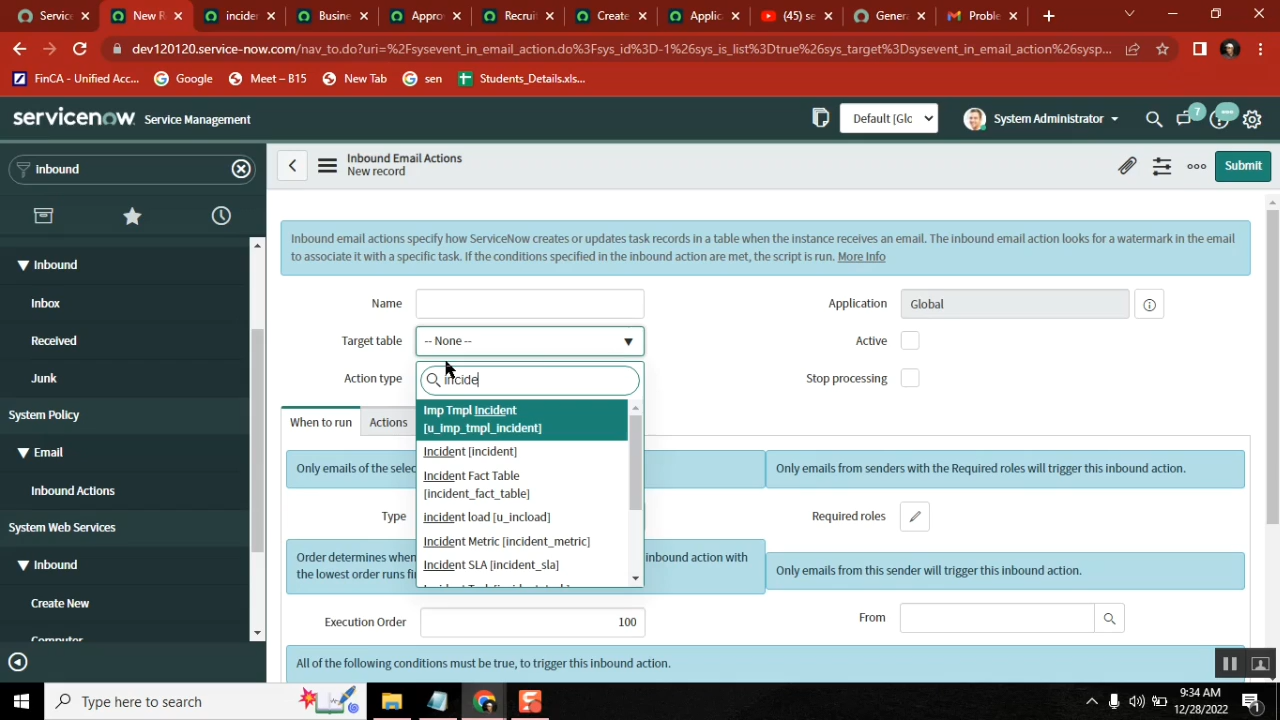 Servic
New R
incider
Busine
Appro
Recruit
Create
Applic
(45) se
Genera
Proble
dev120120.service-now.com/nav_to.do?uri=%2Fsysevent_in_email_action.do%3Fsys_id%3D-1%26sys_is_list%3Dtrue%26sys_target%3Dsysevent_in_email_action%26sysp...
FinCA - Unified Acc...
Google
Meet – B15
New Tab
sen
Students_Details.xls...
servicenow Service Management
Default [Glo
System Administrator
7
inbound
Inbound Email Actions
New record
Submit
Inbound
Inbox
Received
Junk
System Policy
Email
Inbound Actions
System Web Services
Inbound
Create New
Inbound email actions specify how ServiceNow creates or updates task records in a table when the instance receives an email. The inbound email action looks for a watermark in the email
to associate it with a specific task. If the conditions specified in the inbound action are met, the script is run. More Info
Name
Application Global
Target table -- None --
Active
Action type
incide
Stop processing
Imp Tmpl Incident
[u_imp_tmpl_incident]
Incident [incident]
Incident Fact Table
[incident_fact_table]
incident load [u_incload]
Incident Metric [incident_metric]
Incident SLA [incident_sla]
When to run
Actions
Only emails of the selec
Only emails from senders with the Required roles will trigger this inbound action.
Type
Required roles
Order determines when
inbound action with
the lowest order runs fi
Only emails from this sender will trigger this inbound action.
Execution Order 100
From
All of the following conditions must be true, to trigger this inbound action.
Type here to search
9:34 AM
12/28/2022
1